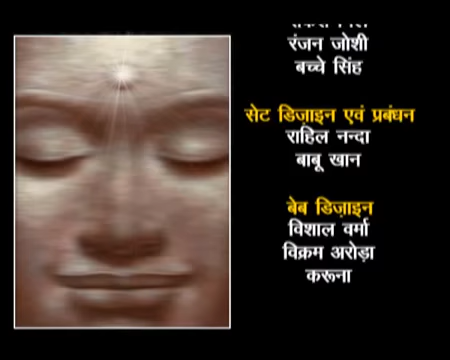 रंजन जोशी
बच्चे सिंह
सेट डिज़ाइन एवं प्रबंधन
राहिल नन्दा
बाबू खान
बेब डिज़ाइन
विशाल वर्मा
विक्रम अरोड़ा
करूना